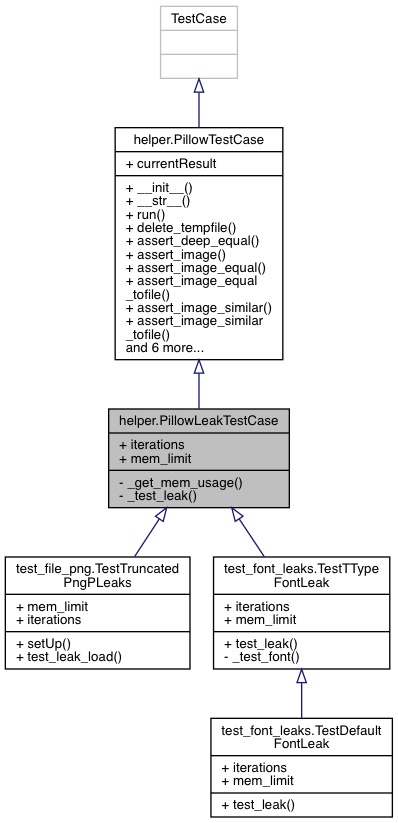 TestCase
helper.PillowTestCase
+ currentResult
+ __init__()
+ __str__()
+ run()
+ delete_tempfile()
+ assert_deep_equal()
+ assert_image()
+ assert_image_equal()
+ assert_image_equal
_tofile()
+ assert_image_similar()
+ assert_image_similar
_tofile()
and 6 more...
helper.PillowLeakTestCase
+ iterations
+ mem_limit
- _get_mem_usage()
- _test_leak()
test_file_png.TestTruncated
PngPLeaks
+ mem_limit
+ iterations
+ setUp()
+ test_leak_load()
test_font_leaks.TestTType
FontLeak
+ iterations
+ mem_limit
+ test_leak()
- _test_font()
test_font_leaks.TestDefault
FontLeak
+ iterations
+ mem_limit
+ test_leak()